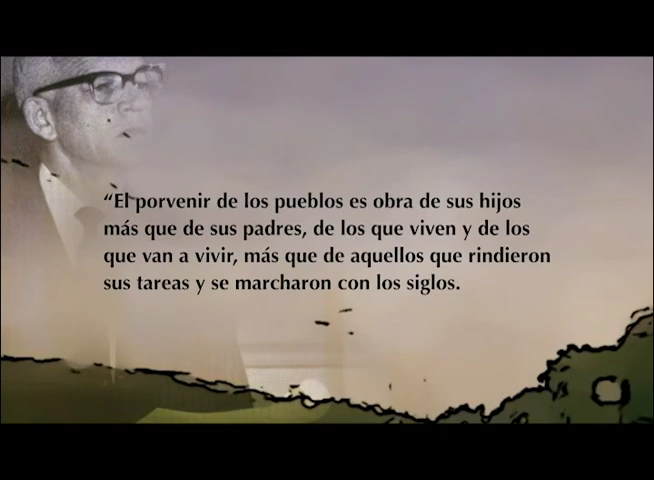 “El porvenir de los pueblos es obra de sus hijos
más que de sus padres, de los que viven y de los
que van a vivir, más que de aquellos que rindieron
sus tareas y se marcharon con los siglos.